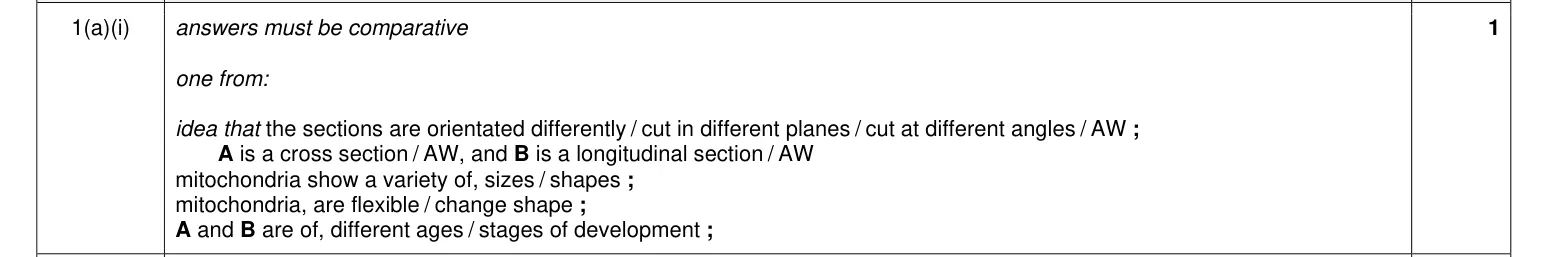 1(a)(i) answers must be comparative 1
one from:
idea that the sections are orientated differently / cut in different planes / cut at different angles / AW ;
A is a cross section / AW, and B is a longitudinal section / AW
mitochondria show a variety of, sizes / shapes ;
mitochondria, are flexible / change shape ;
A and B are of, different ages / stages of development ;